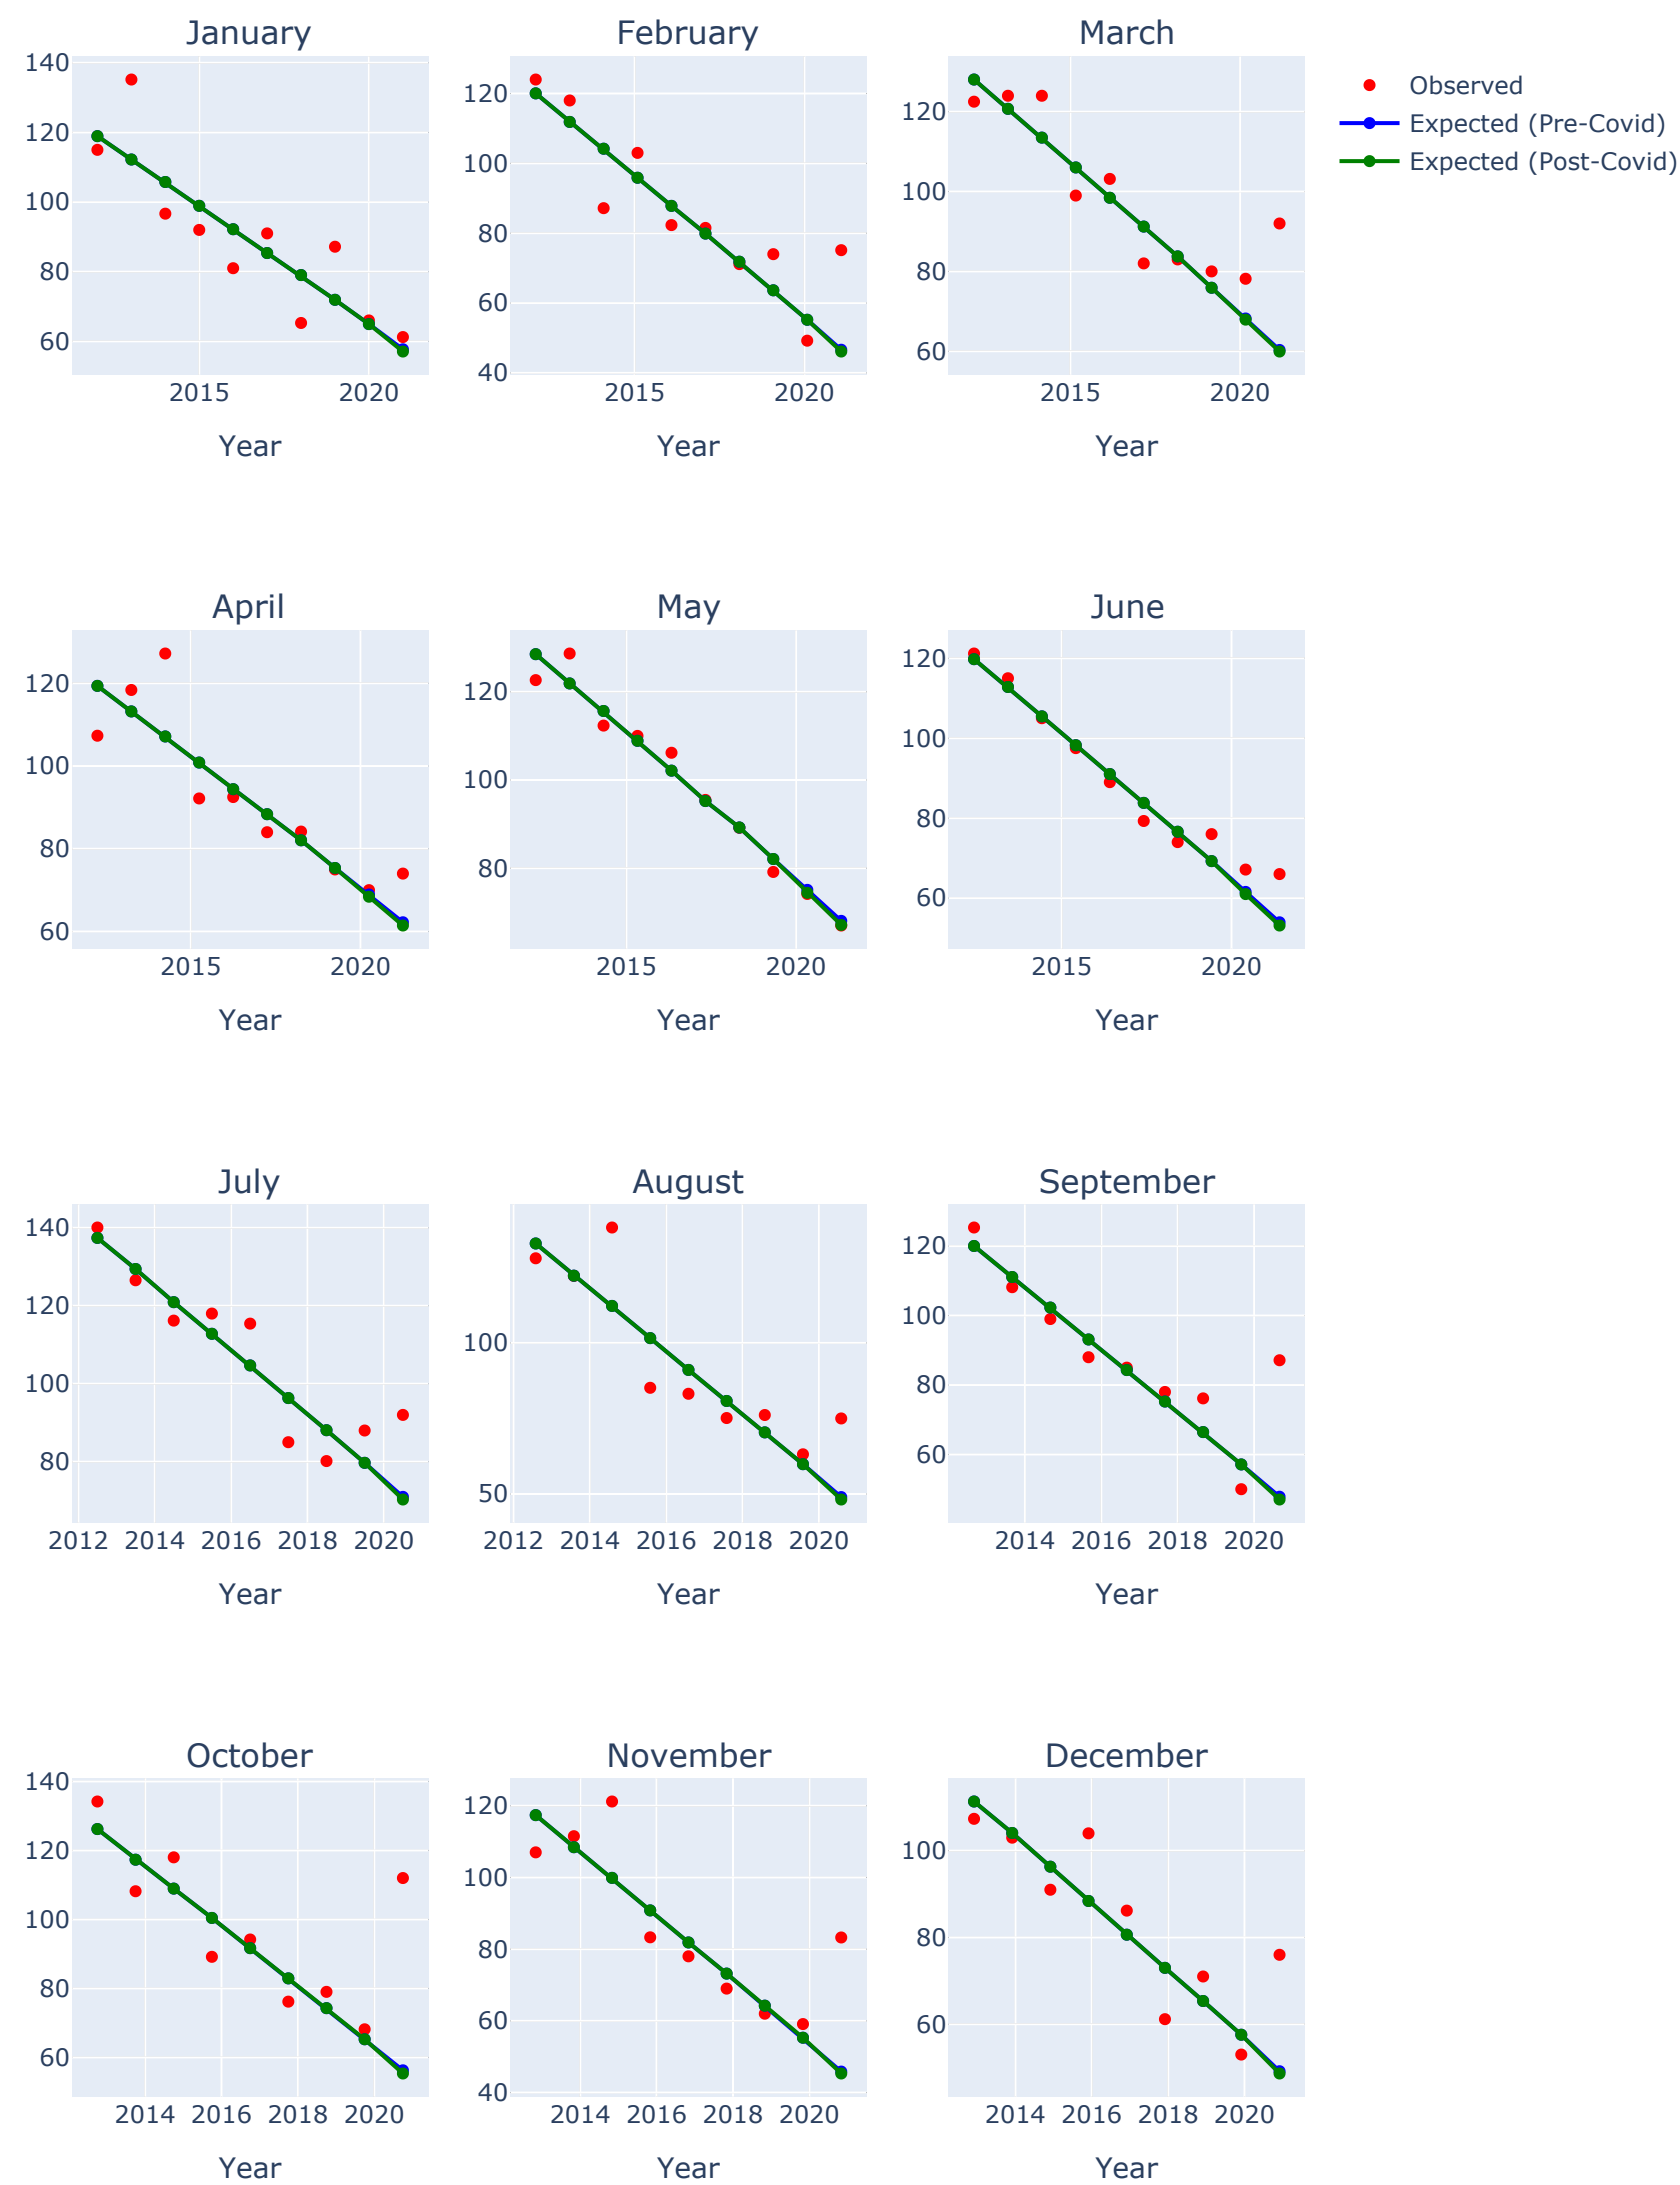 January February March
140
120
100
80
60
2015 2020
Year
120
100
80
60
40
2015 2020
Year
120
100
80
60
2015 2020
Year
Observed
Expected (Pre-Covid)
Expected (Post-Covid)
April May June
120
100
80
60
2015 2020
Year
120
100
80
2015 2020
Year
120
100
80
60
2015 2020
Year
July August September
140
120
100
80
2012 2014 2016 2018 2020
Year
100
50
2012 2014 2016 2018 2020
Year
120
100
80
60
2014 2016 2018 2020
Year
October November December
140
120
100
80
60
2014 2016 2018 2020
Year
120
100
80
60
40
2014 2016 2018 2020
Year
100
80
60
2014 2016 2018 2020
Year